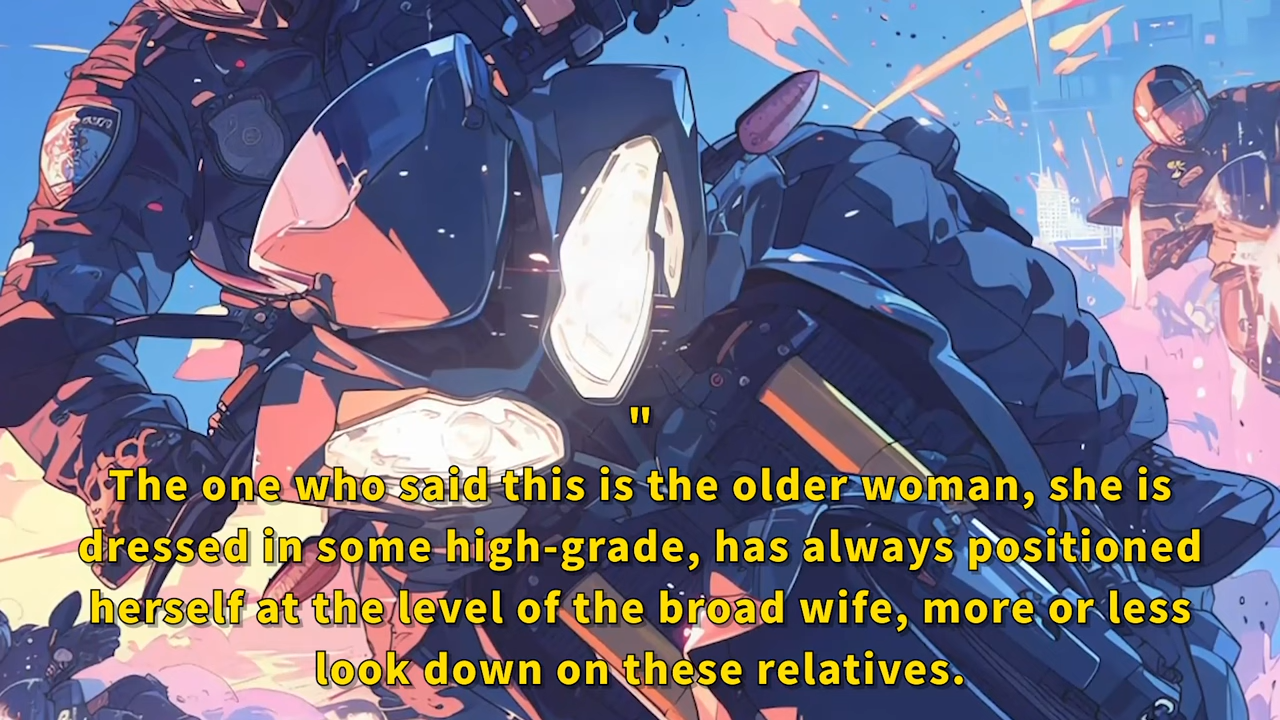 "
The one who said this is the older woman, she is
dressed in some high-grade, has always positioned
herself at the level of the broad wife, more or less
look down on these relatives.